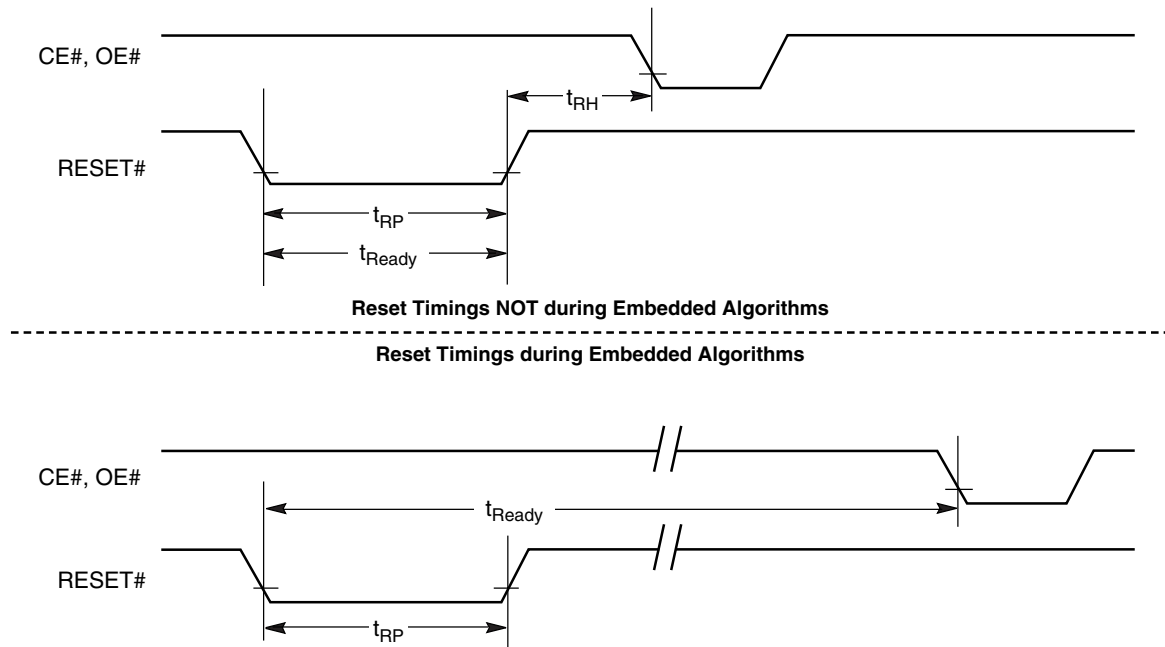 CE#, OE#
tRH
RESET#
tRP
tReady
Reset Timings NOT during Embedded Algorithms
Reset Timings during Embedded Algorithms
CE#, OE#
tReady
RESET#
tRP